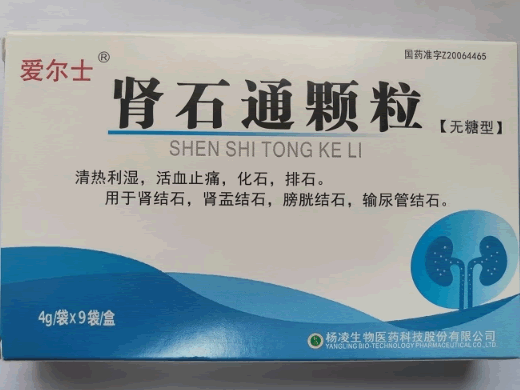 爱尔士®
国药准字Z20064465
肾石通颗粒【无糖型】
SHEN SHI TONG KE LI
清热利湿，活血止痛，化石，排石。
用于肾结石，肾盂结石，膀胱结石，输尿管结石。
4g/袋x9袋/盒
杨凌生物医药科技股份有限公司
YANGLING BIO-TECHNOLOGY PHARMACEUTICAL CO.,LTD.